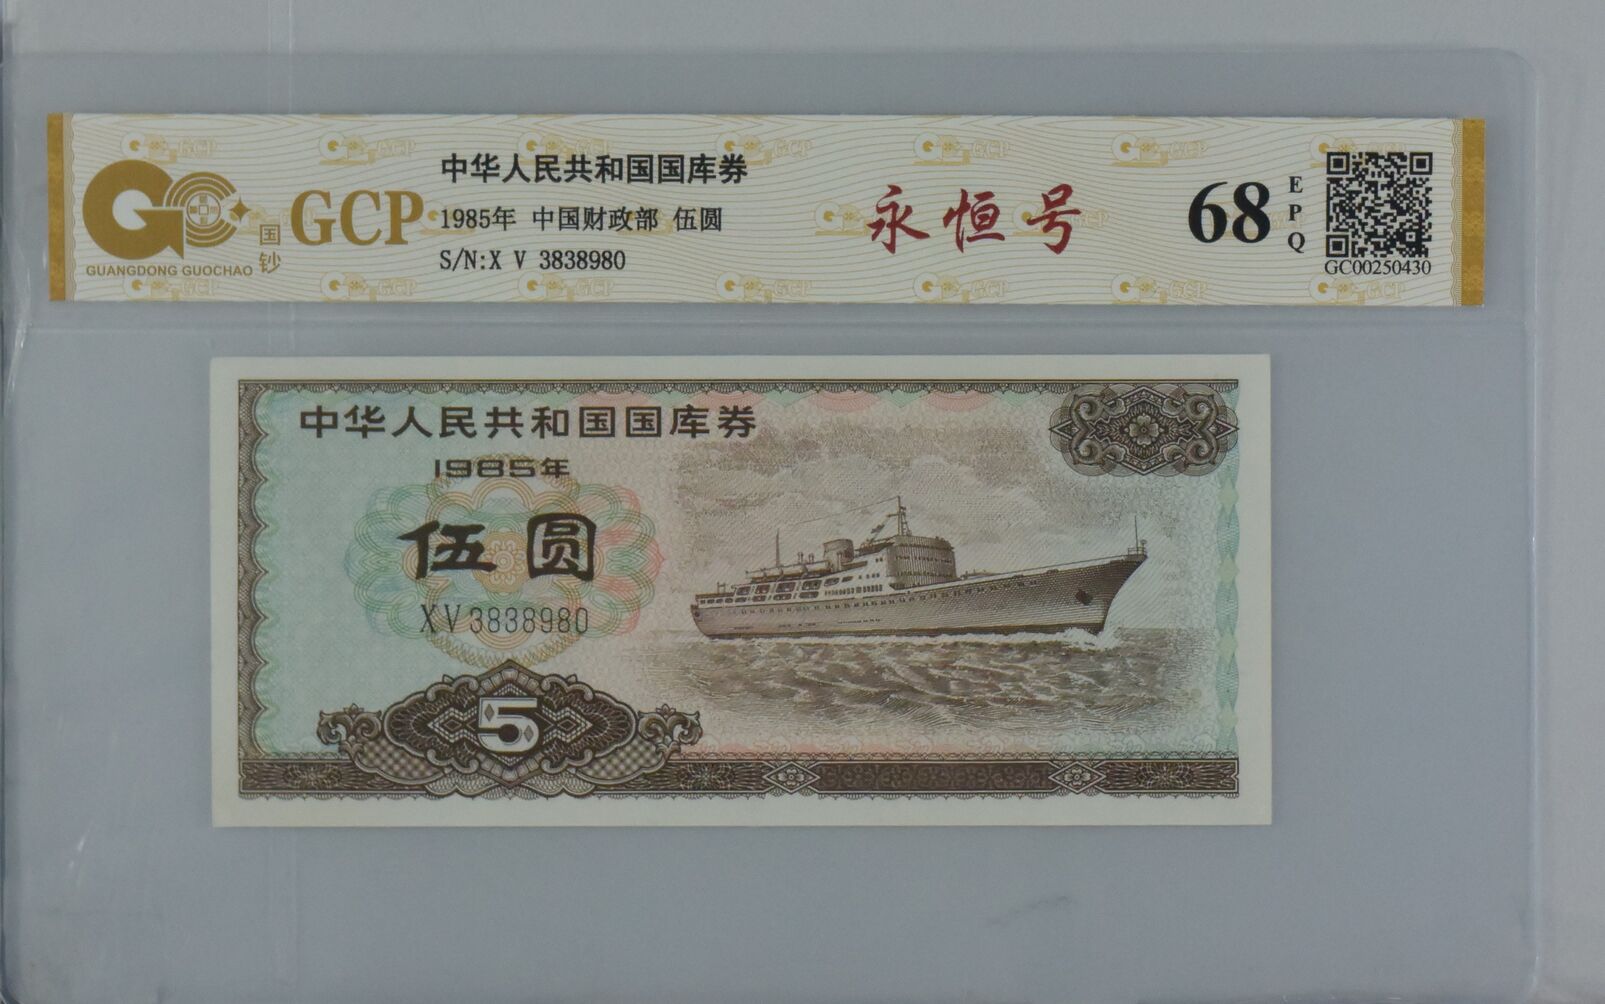 GUANGDONG GUOCHAO
国钞
GCP
中华人民共和国国库券
1985年 中国财政部 伍圆
S/N:X V 3838980
永恒号
68
EPQ
GC00250430
中华人民共和国国库券
1985年
伍圆
XV3838980
5